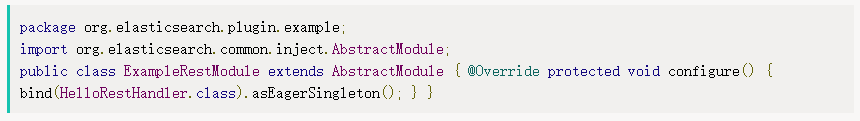 package org.elasticsearch.plugin.example;
import org.elasticsearch.common.inject.AbstractModule;
public class ExampleRestModule extends AbstractModule { @Override protected void configure() {
bind(HelloRestHandler.class).asEagerSingleton(); } }